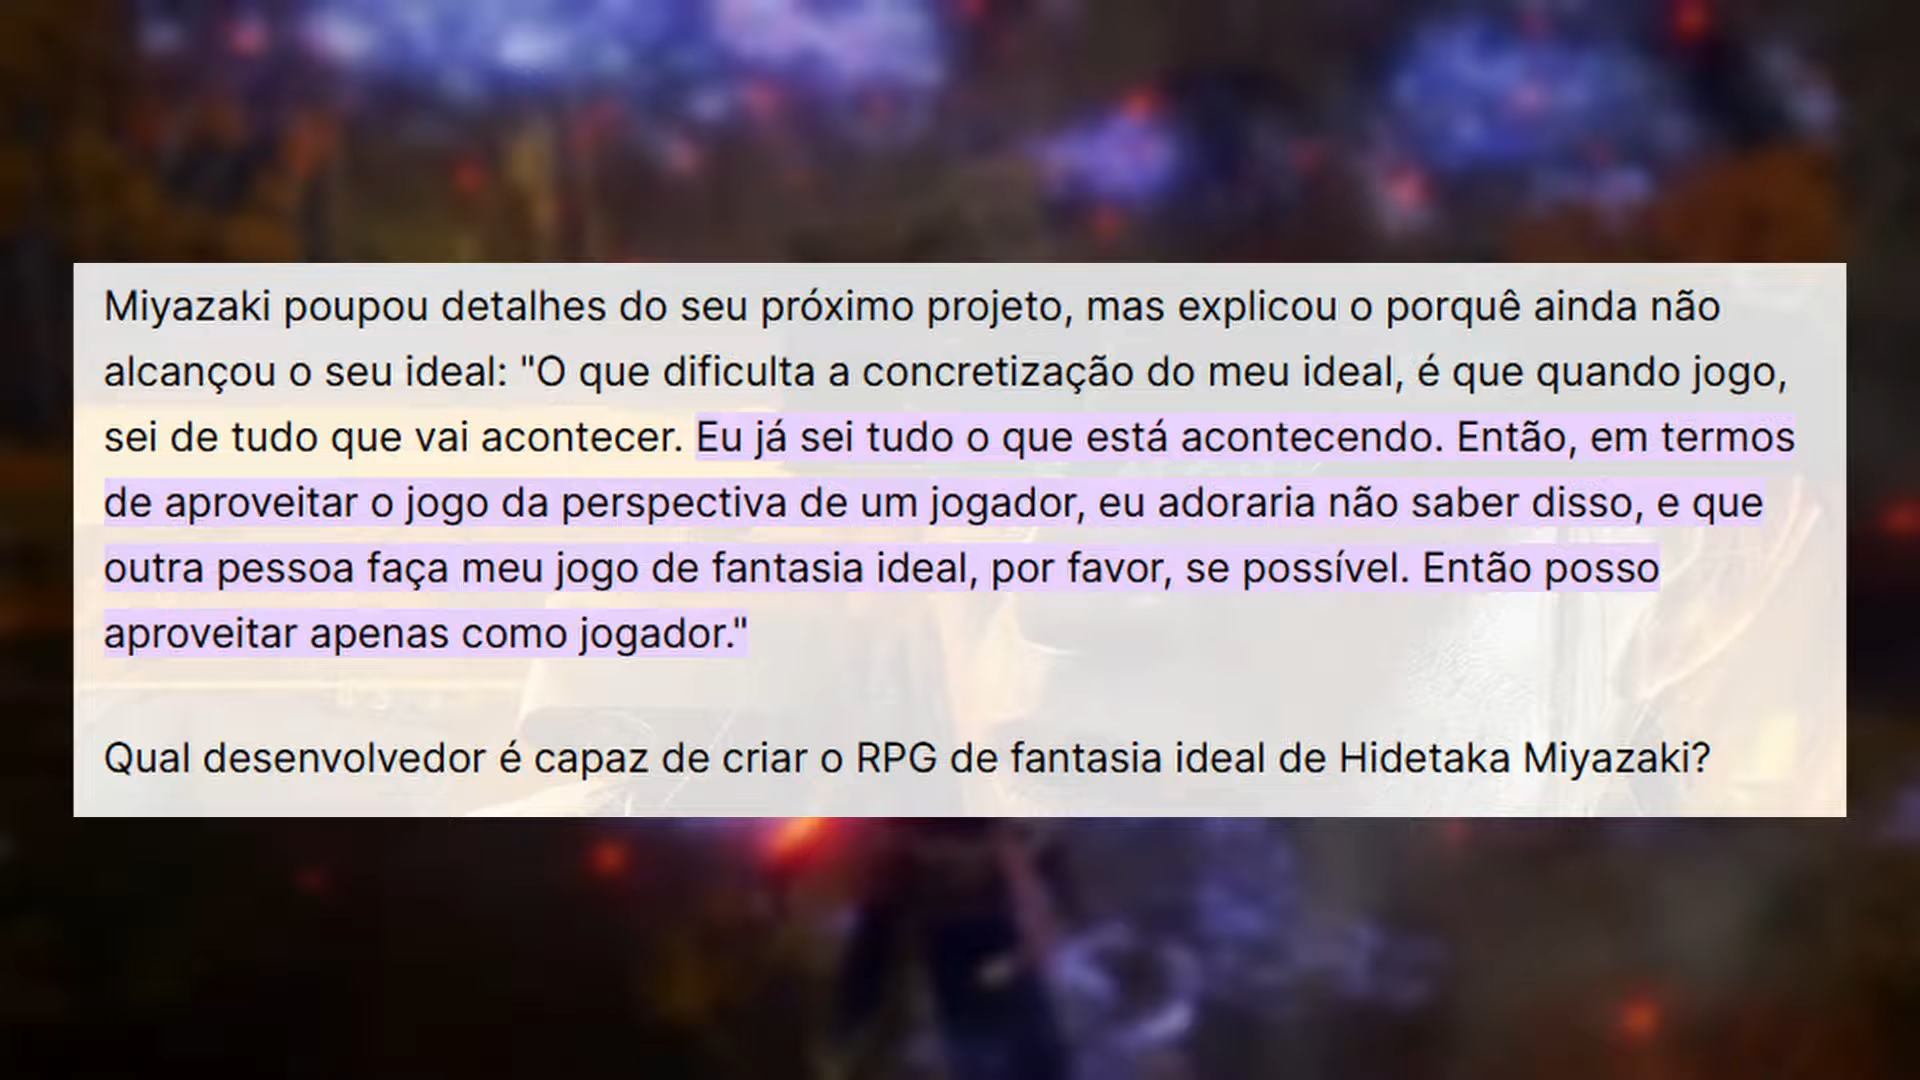 Miyazaki poupou detalhes do seu próximo projeto, mas explicou o porquê ainda não
alcançou o seu ideal: "O que dificulta a concretização do meu ideal, é que quando jogo,
sei de tudo que vai acontecer. Eu já sei tudo o que está acontecendo. Então, em termos
de aproveitar o jogo da perspectiva de um jogador, eu adoraria não saber disso, e que
outra pessoa faça meu jogo de fantasia ideal, por favor, se possível. Então posso
aproveitar apenas como jogador."
Qual desenvolvedor é capaz de criar o RPG de fantasia ideal de Hidetaka Miyazaki?